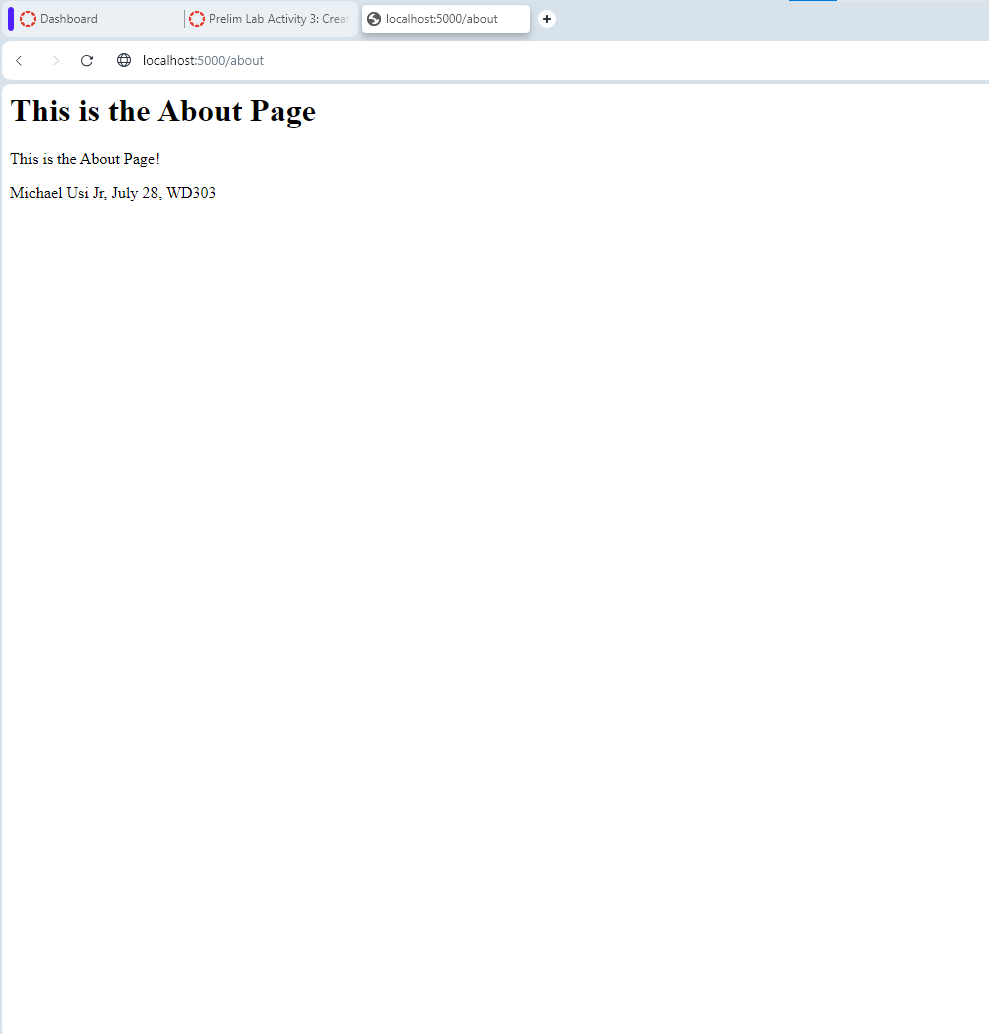 Dashboard
Prelim Lab Activity 3: Creat
localhost:5000/about
localhost:5000/about
This is the About Page
This is the About Page!
Michael Usi Jr, July 28, WD303